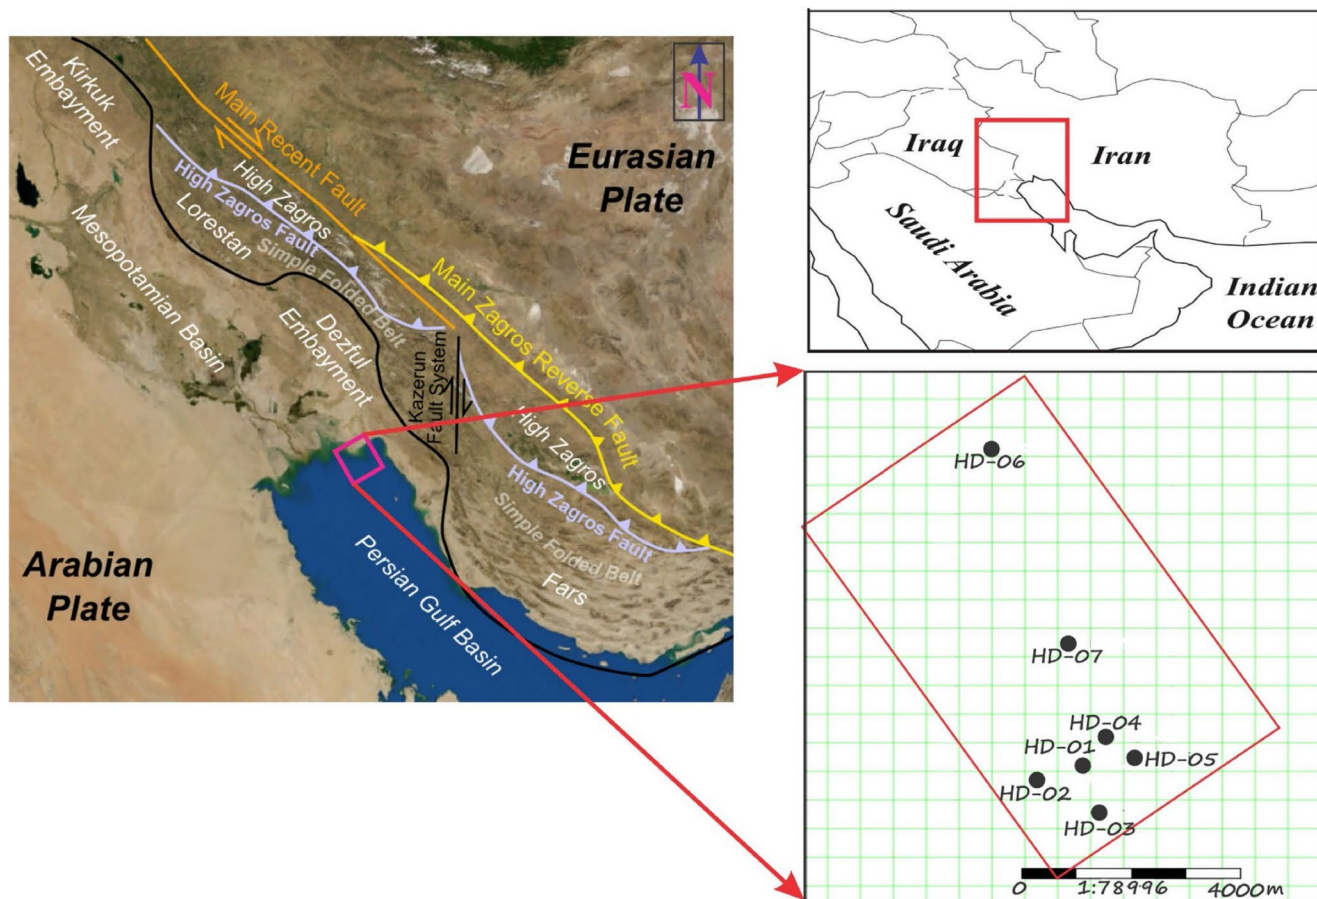 N
Kirkuk
Embayment
Main Recent Fault
Eurasian
Plate
High Zagros
High Zagros Fault
Lorestan
Simple Folded Belt
Mesopotamian Basin
Main Zagros Reverse Fault
Dezful
Embayment
Kazerun
Fault System
High Zagros
High Zagros Fault
Simple Folded Belt
Fars
Arabian
Plate
Persian Gulf Basin
Iraq
Iran
Saudi Arabia
Indian
Ocean
HD-06
HD-07
HD-04
HD-01
HD-05
HD-02
HD-03
0 1:78996 4000m